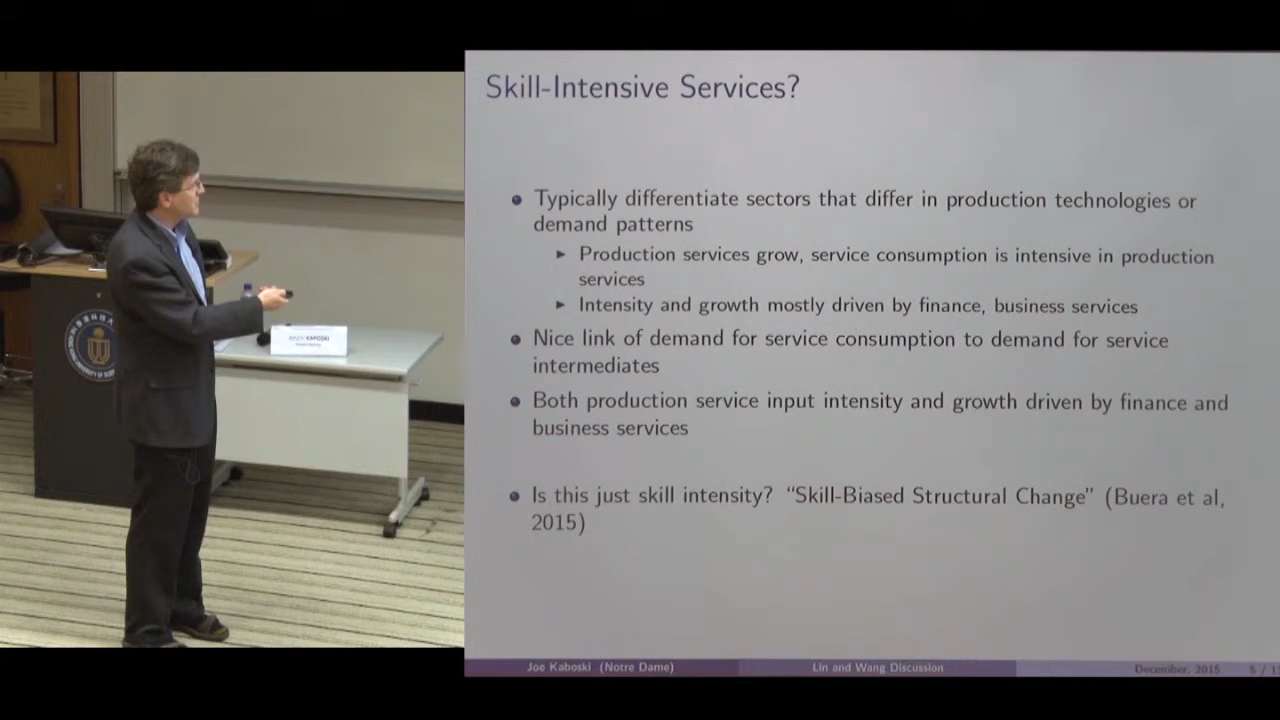 Skill-Intensive Services?
Typically differentiate sectors that differ in production technologies or
demand patterns
Production services grow, service consumption is intensive in production
services
Intensity and growth mostly driven by finance, business services
Nice link of demand for service consumption to demand for service
intermediates
Both production service input intensity and growth driven by finance and
business services
Is this just skill intensity? “Skill-Biased Structural Change” (Buera et al,
2015)
Joe Kaboski (Notre Dame)
Lin and Wang Discussion
December, 2015
5 / 1
KABOSKI